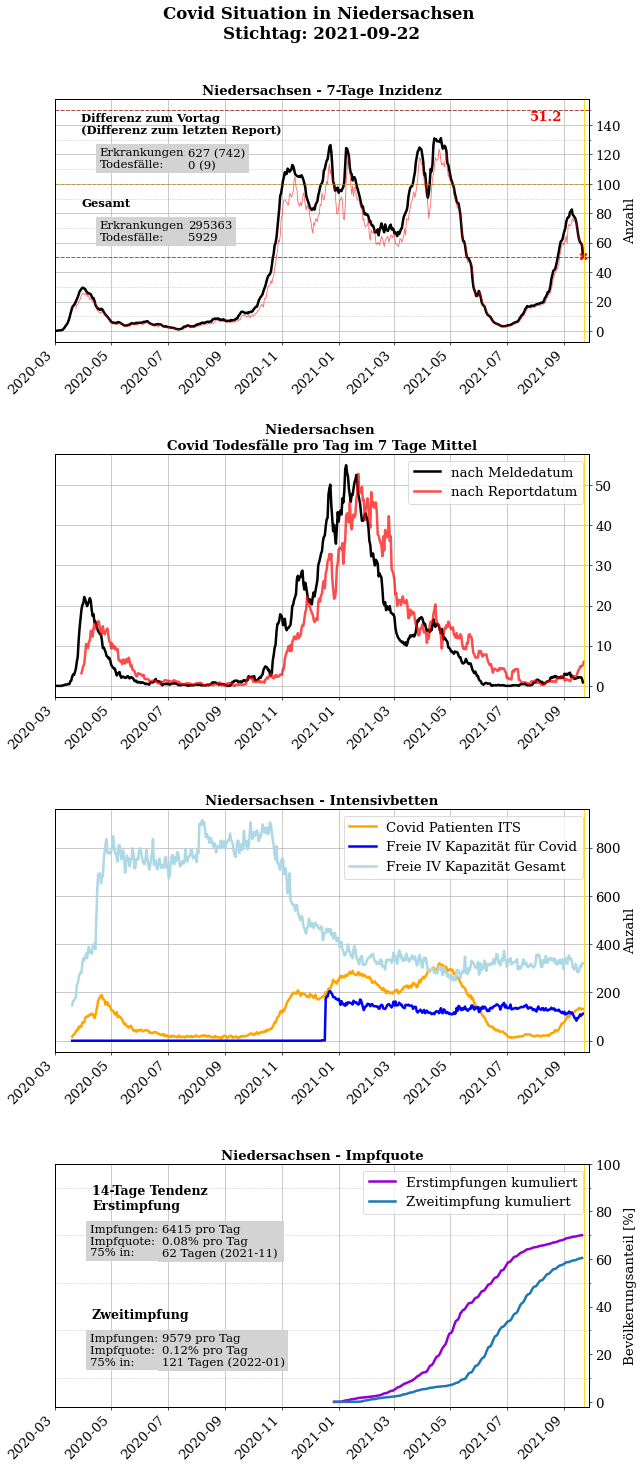 Covid Situation in Niedersachsen
Stichtag: 2021-09-22
Niedersachsen - 7-Tage Inzidenz
Differenz zum Vortag
(Differenz zum letzten Report)
Erkrankungen 627 (742)
Todesfälle: 0 (9)
Gesamt
Erkrankungen 295363
Todesfälle: 5929
51.2
140
120
100
80
60
40
20
0
Anzahl
2020-03 2020-05 2020-07 2020-09 2020-11 2021-01 2021-03 2021-05 2021-07 2021-09
Niedersachsen
Covid Todesfälle pro Tag im 7 Tage Mittel
nach Meldedatum
nach Reportdatum
50
40
30
20
10
0
2020-03 2020-05 2020-07 2020-09 2020-11 2021-01 2021-03 2021-05 2021-07 2021-09
Niedersachsen - Intensivbetten
Covid Patienten ITS
Freie IV Kapazität für Covid
Freie IV Kapazität Gesamt
800
600
400
200
0
Anzahl
2020-03 2020-05 2020-07 2020-09 2020-11 2021-01 2021-03 2021-05 2021-07 2021-09
Niedersachsen - Impfquote
14-Tage Tendenz
Erstimpfung
Impfungen: 6415 pro Tag
Impfquote: 0.08% pro Tag
75% in: 62 Tagen (2021-11)
Zweitimpfung
Impfungen: 9579 pro Tag
Impfquote: 0.12% pro Tag
75% in: 121 Tagen (2022-01)
Erstimpfungen kumuliert
Zweitimpfung kumuliert
100
80
60
40
20
0
Bevölkerungsanteil [%]
2020-03 2020-05 2020-07 2020-09 2020-11 2021-01 2021-03 2021-05 2021-07 2021-09